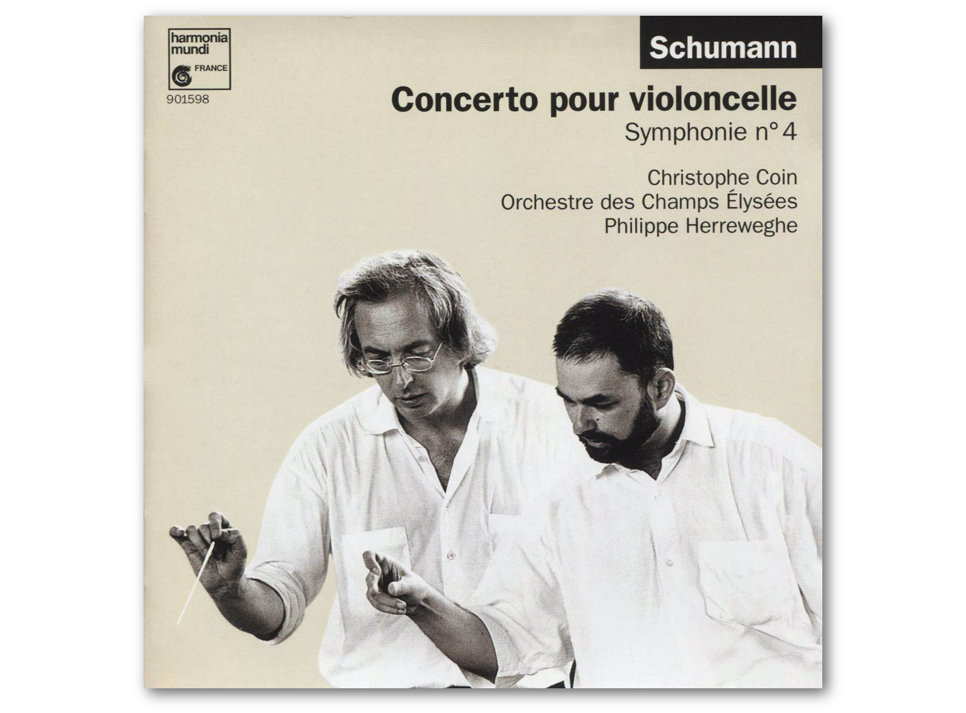 harmonia
mundi
FRANCE
901598
Schumann
Concerto pour violoncelle
Symphonie n° 4
Christophe Coin
Orchestre des Champs Élysées
Philippe Herreweghe